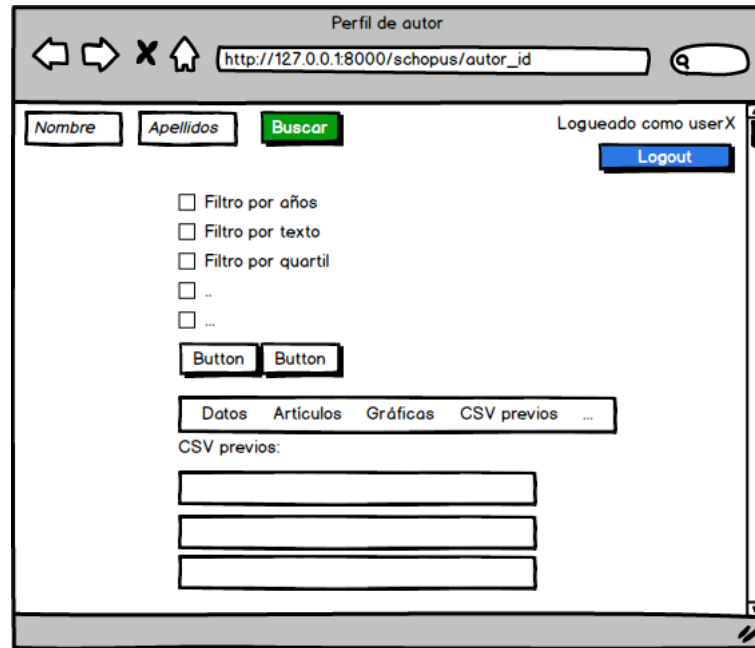 Perfil de autor
http://127.0.0.1:8000/schopus/autor_id
Nombre Apellidos Buscar Logueado como userX
Logout
Filtro por años
Filtro por texto
Filtro por quartil
..
...
Button Button
Datos Artículos Gráficas CSV previos ...
CSV previos: